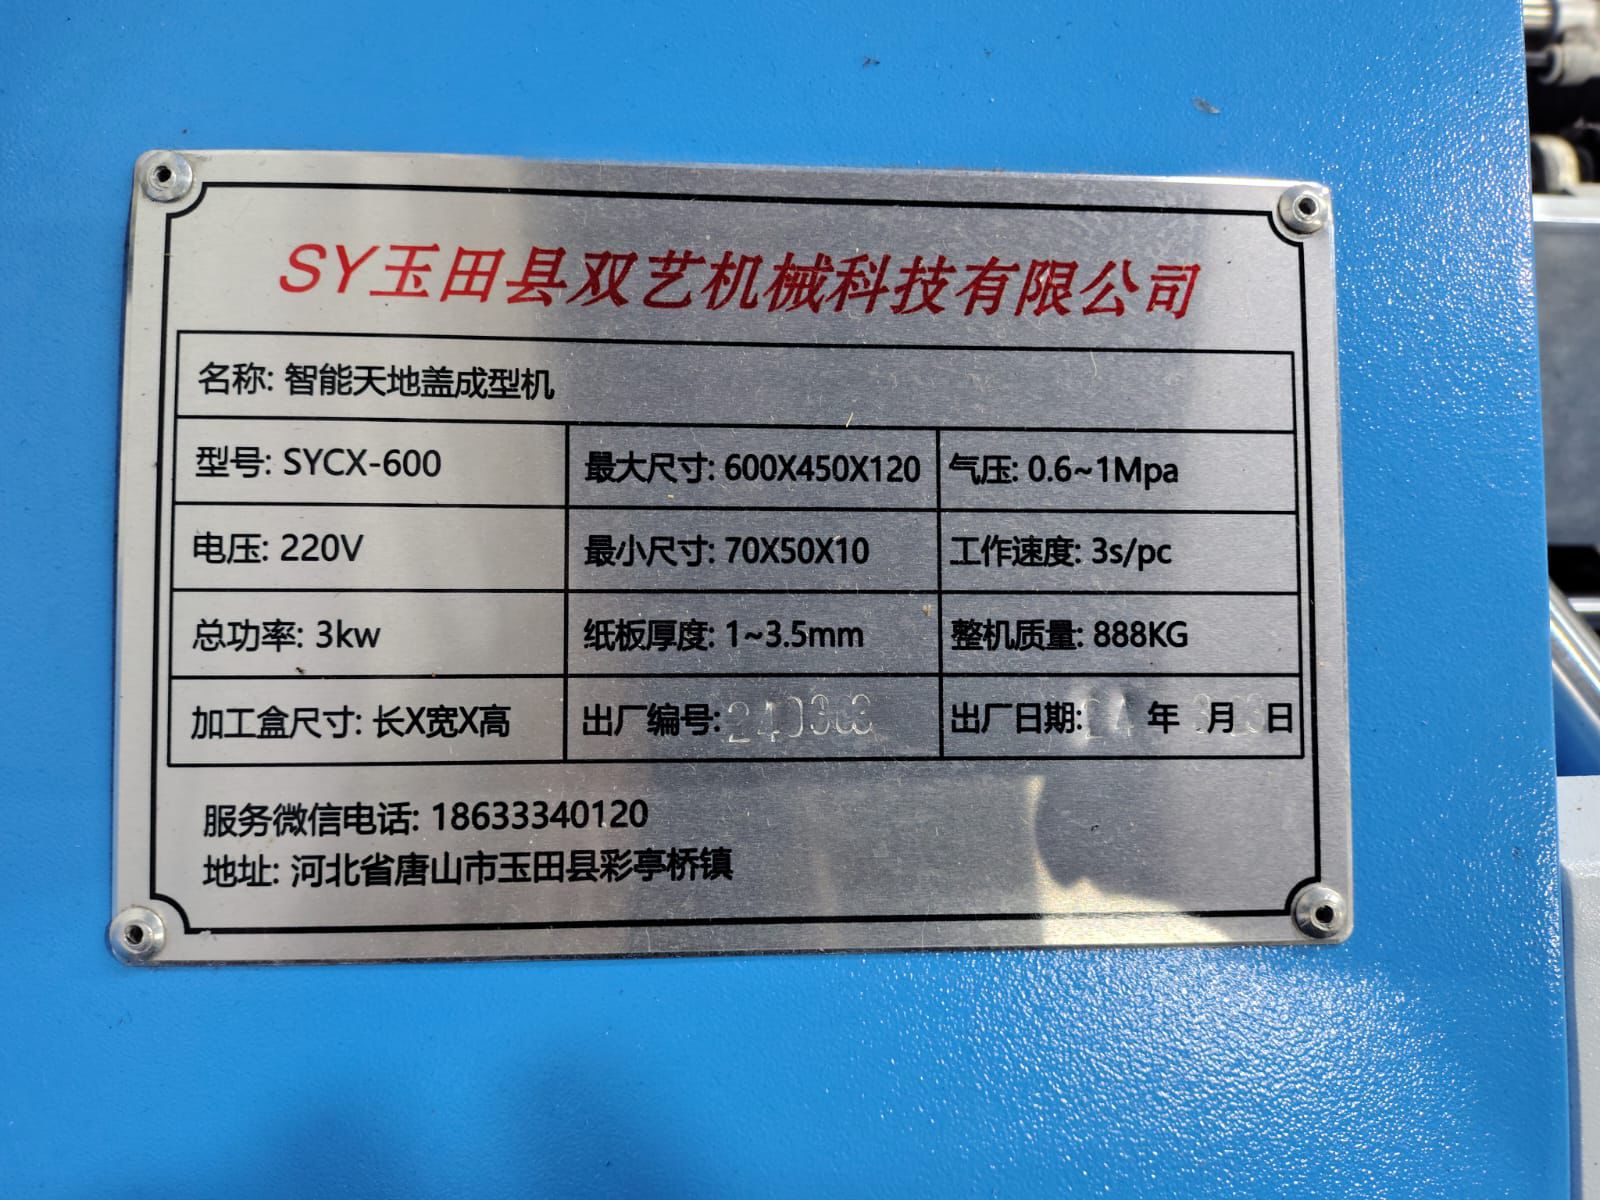 SY玉田县双艺机械科技有限公司
名称: 智能天地盖成型机
型号: SYCX-600 最大尺寸: 600X450X120 气压: 0.6~1Mpa
电压: 220V 最小尺寸: 70X50X10 工作速度: 3s/pc
总功率: 3kw 纸板厚度: 1~3.5mm 整机质量: 888KG
加工盒尺寸: 长X宽X高 出厂编号: 出厂日期: 24 年 月 日
服务微信电话: 18633340120
地址: 河北省唐山市玉田县彩亭桥镇